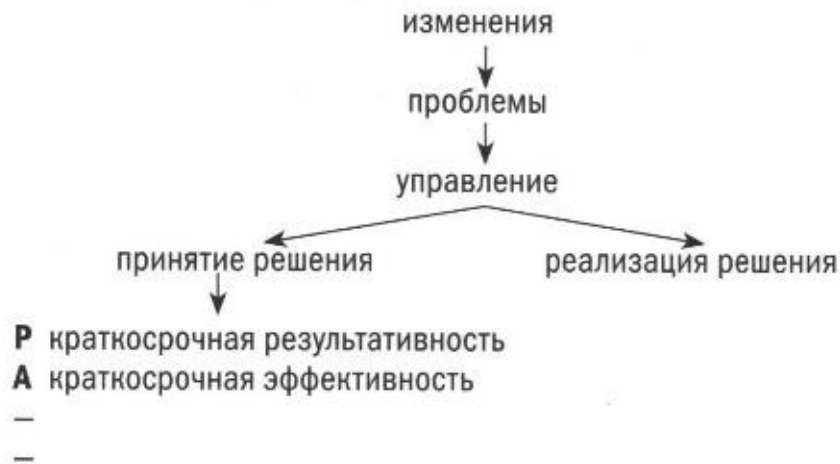 изменения
проблемы
управление
принятие решения реализация решения
P краткосрочная результативность
A краткосрочная эффективность
–
–